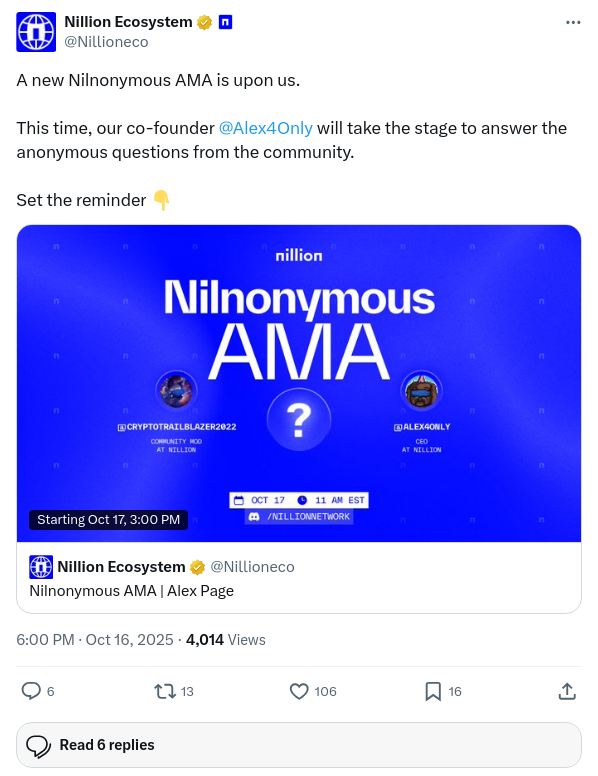 Nillion Ecosystem
@Nillioneco
A new Nilnonymous AMA is upon us.
This time, our co-founder @Alex4Only will take the stage to answer the
anonymous questions from the community.
Set the reminder 👇
nillion
Nilnonymous
AMA
?
@CRYPTOTRAILBLAZER2022
COMMUNITY MOD
AT NILLION
@ALEX4ONLY
CEO
AT NILLION
OCT 17 11 AM EST
/NILLIONNETWORK
Starting Oct 17, 3:00 PM
Nillion Ecosystem @Nillioneco
Nilnonymous AMA | Alex Page
6:00 PM · Oct 16, 2025 · 4,014 Views
6 13 106 16
Read 6 replies